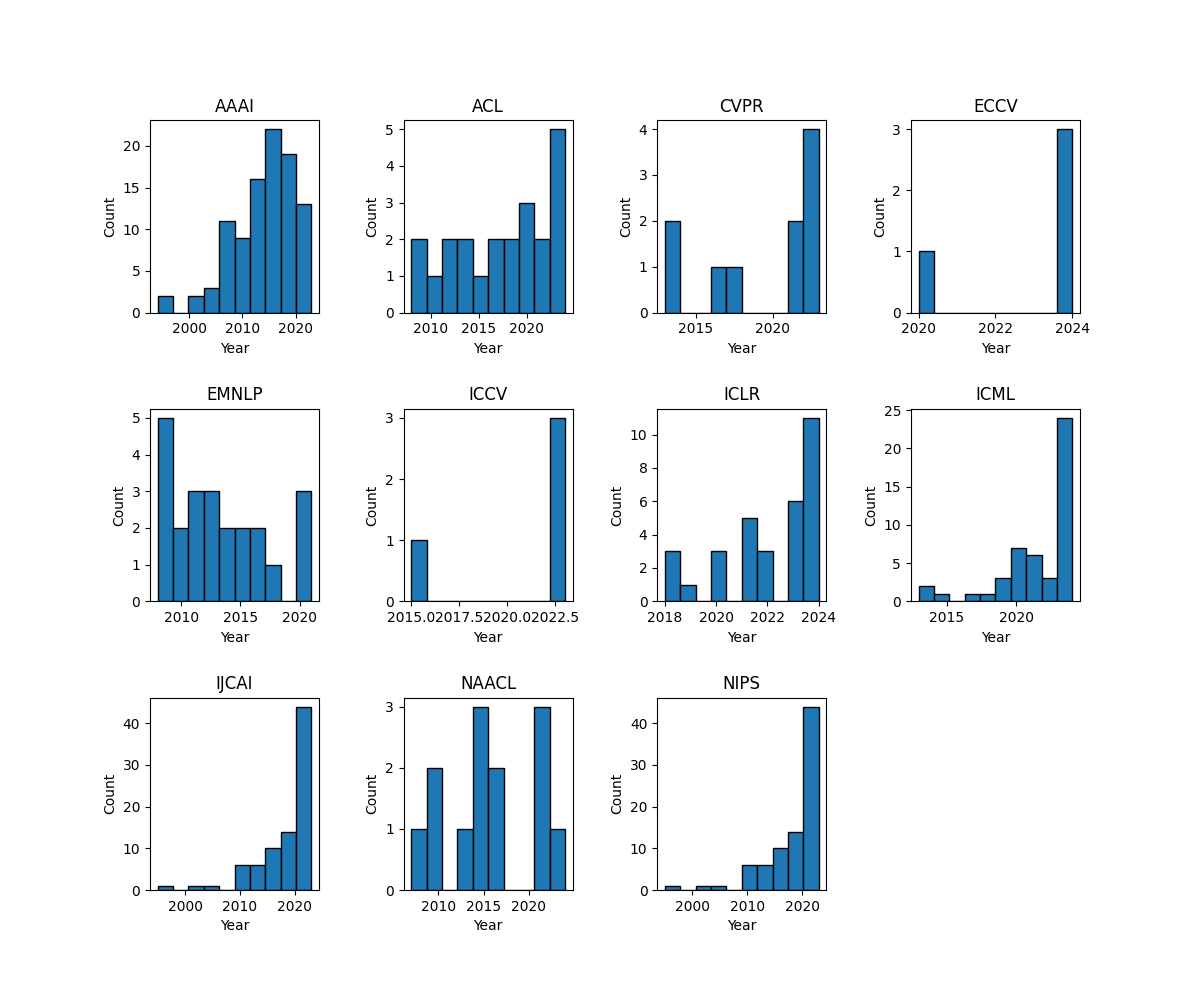 AAAI
ACL
CVPR
ECCV
20
15
10
5
0
Count
2000 2010 2020
Year
5
4
3
2
1
0
Count
2010 2015 2020
Year
4
3
2
1
0
Count
2015 2020
Year
3
2
1
0
Count
2020 2022 2024
Year
EMNLP
ICCV
ICLR
ICML
5
4
3
2
1
0
Count
2010 2015 2020
Year
3
2
1
0
Count
2015.0 2017.5 2020.0 2022.5
Year
10
8
6
4
2
0
Count
2018 2020 2022 2024
Year
25
20
15
10
5
0
Count
2015 2020
Year
IJCAI
NAACL
NIPS
40
30
20
10
0
Count
2000 2010 2020
Year
3
2
1
0
Count
2010 2015 2020
Year
40
30
20
10
0
Count
2000 2010 2020
Year